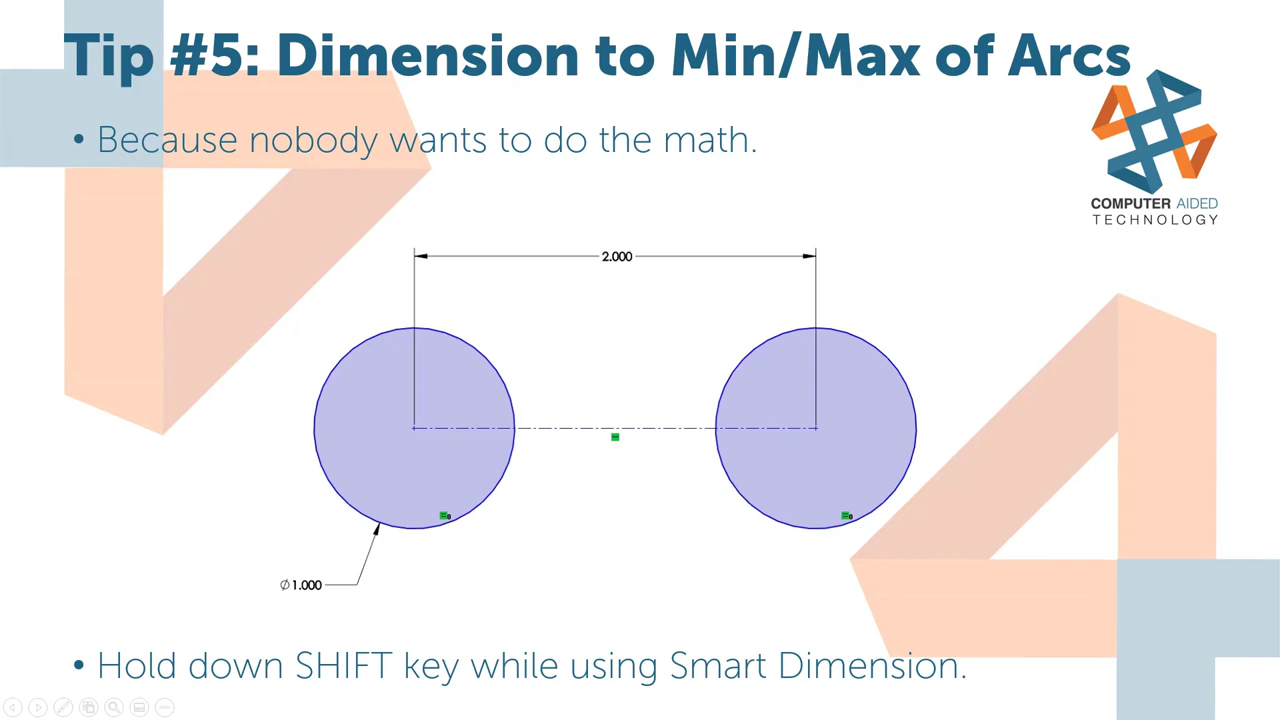 Tip #5: Dimension to Min/Max of Arcs
• Because nobody wants to do the math.
COMPUTER AIDED
TECHNOLOGY
2.000
∅1.000
• Hold down SHIFT key while using Smart Dimension.